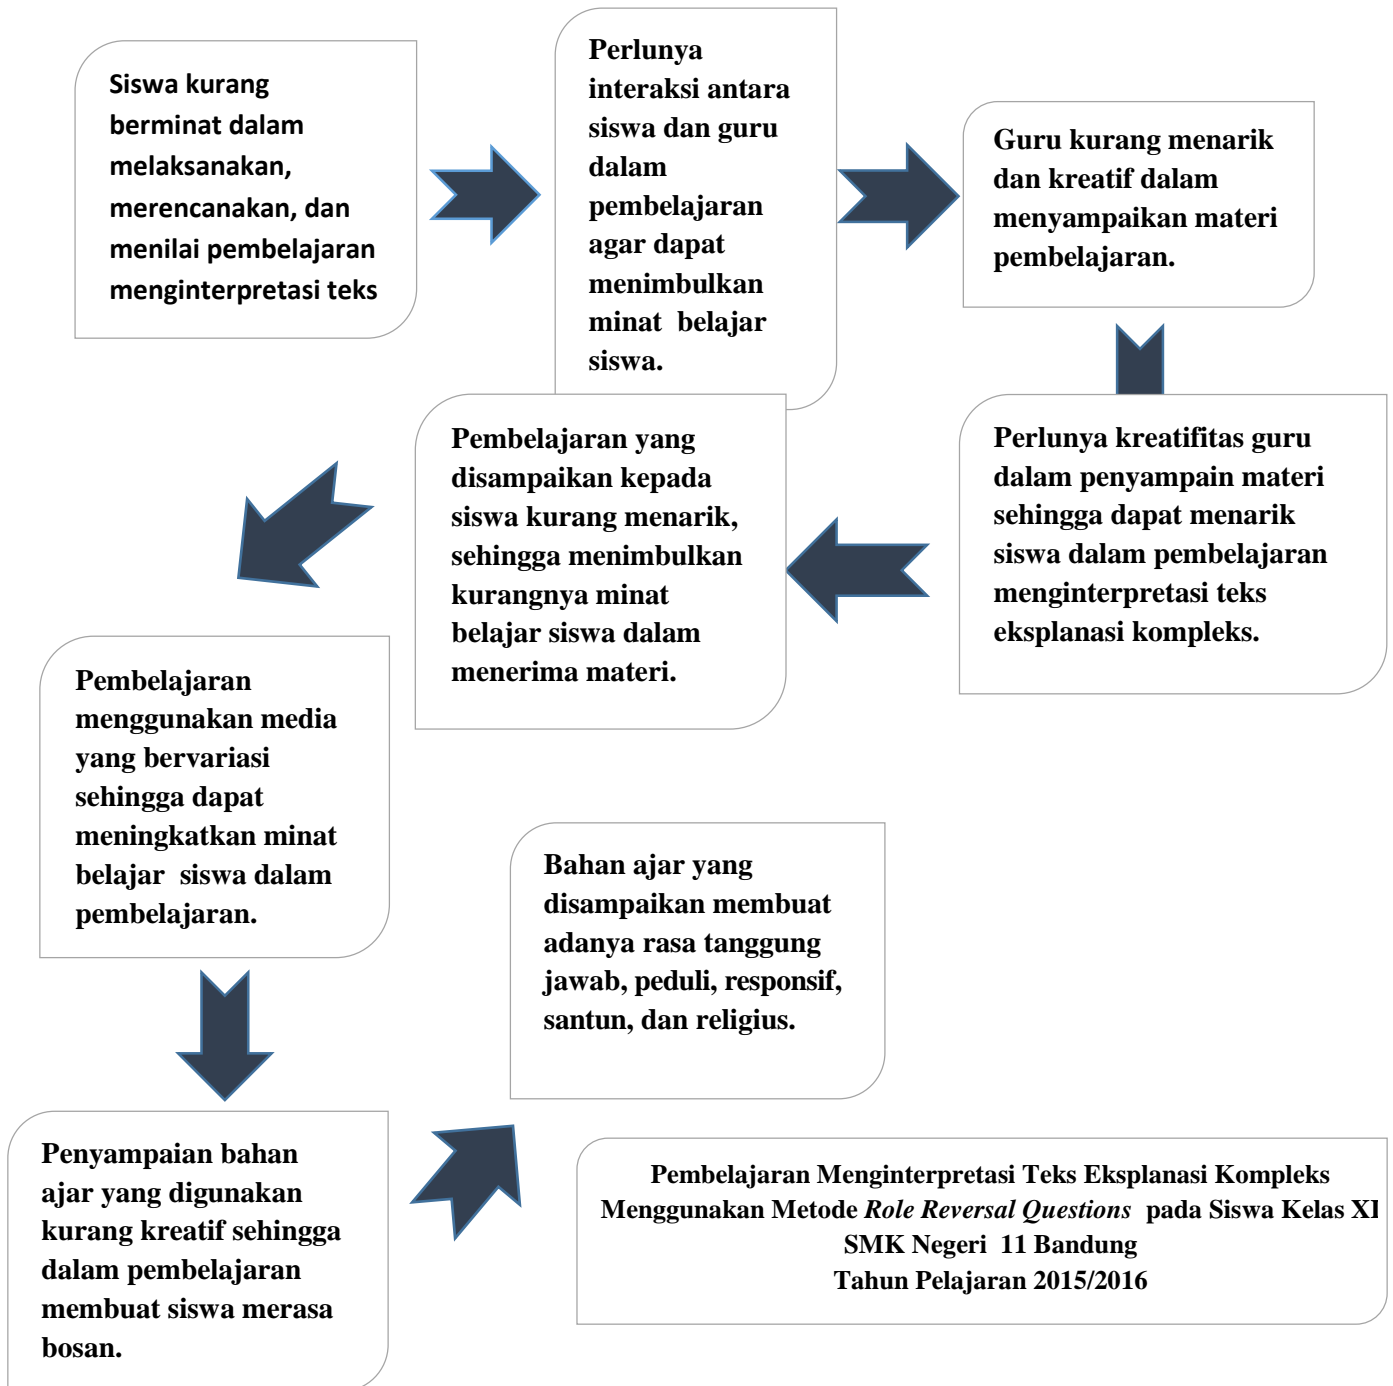 Siswa kurang
berminat dalam
melaksanakan,
merencanakan, dan
menilai pembelajaran
menginterpretasi teks
Perlunya
interaksi antara
siswa dan guru
dalam
pembelajaran
agar dapat
menimbulkan
minat belajar
siswa.
Guru kurang menarik
dan kreatif dalam
menyampaikan materi
pembelajaran.
Perlunya kreatifitas guru
dalam penyampain materi
sehingga dapat menarik
siswa dalam pembelajaran
menginterpretasi teks
eksplanasi kompleks.
Pembelajaran yang
disampaikan kepada
siswa kurang menarik,
sehingga menimbulkan
kurangnya minat
belajar siswa dalam
menerima materi.
Pembelajaran
menggunakan media
yang bervariasi
sehingga dapat
meningkatkan minat
belajar siswa dalam
pembelajaran.
Penyampaian bahan
ajar yang digunakan
kurang kreatif sehingga
dalam pembelajaran
membuat siswa merasa
bosan.
Bahan ajar yang
disampaikan membuat
adanya rasa tanggung
jawab, peduli, responsif,
santun, dan religius.
Pembelajaran Menginterpretasi Teks Eksplanasi Kompleks
Menggunakan Metode Role Reversal Questions pada Siswa Kelas XI
SMK Negeri 11 Bandung
Tahun Pelajaran 2015/2016